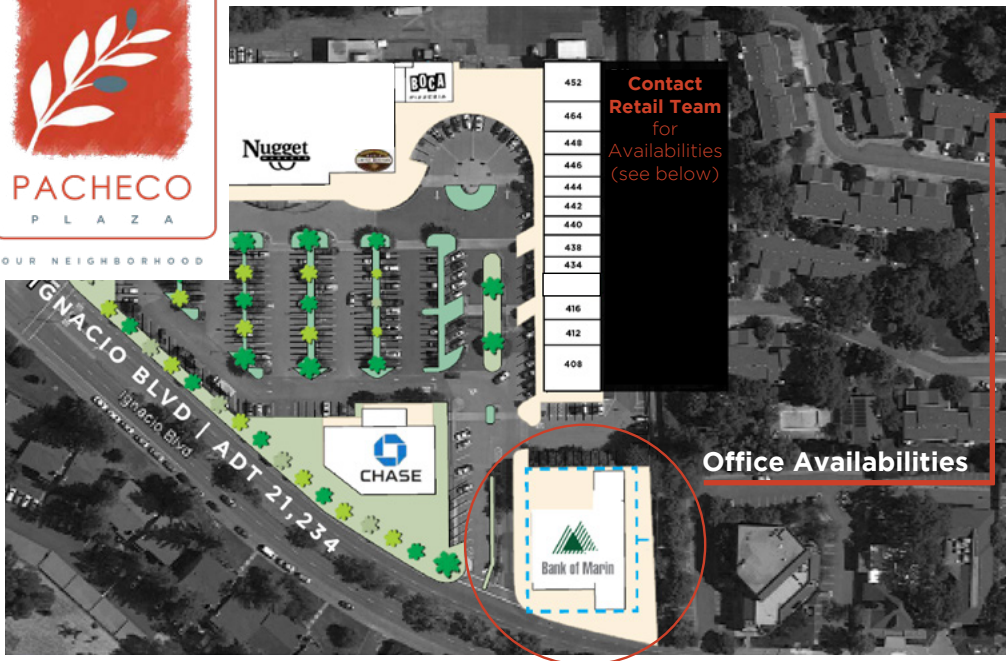 PACHECO
PLAZA
OUR NEIGHBORHOOD
BOCA
PIZZERIA
Nugget
MARKETS
452
464
448
446
444
442
440
438
434
416
412
408
Contact
Retail Team
for
Availabilities
(see below)
IGNACIO BLVD | ADT 21,234
Ignacio Blvd
CHASE
Bank of Marin
Office Availabilities